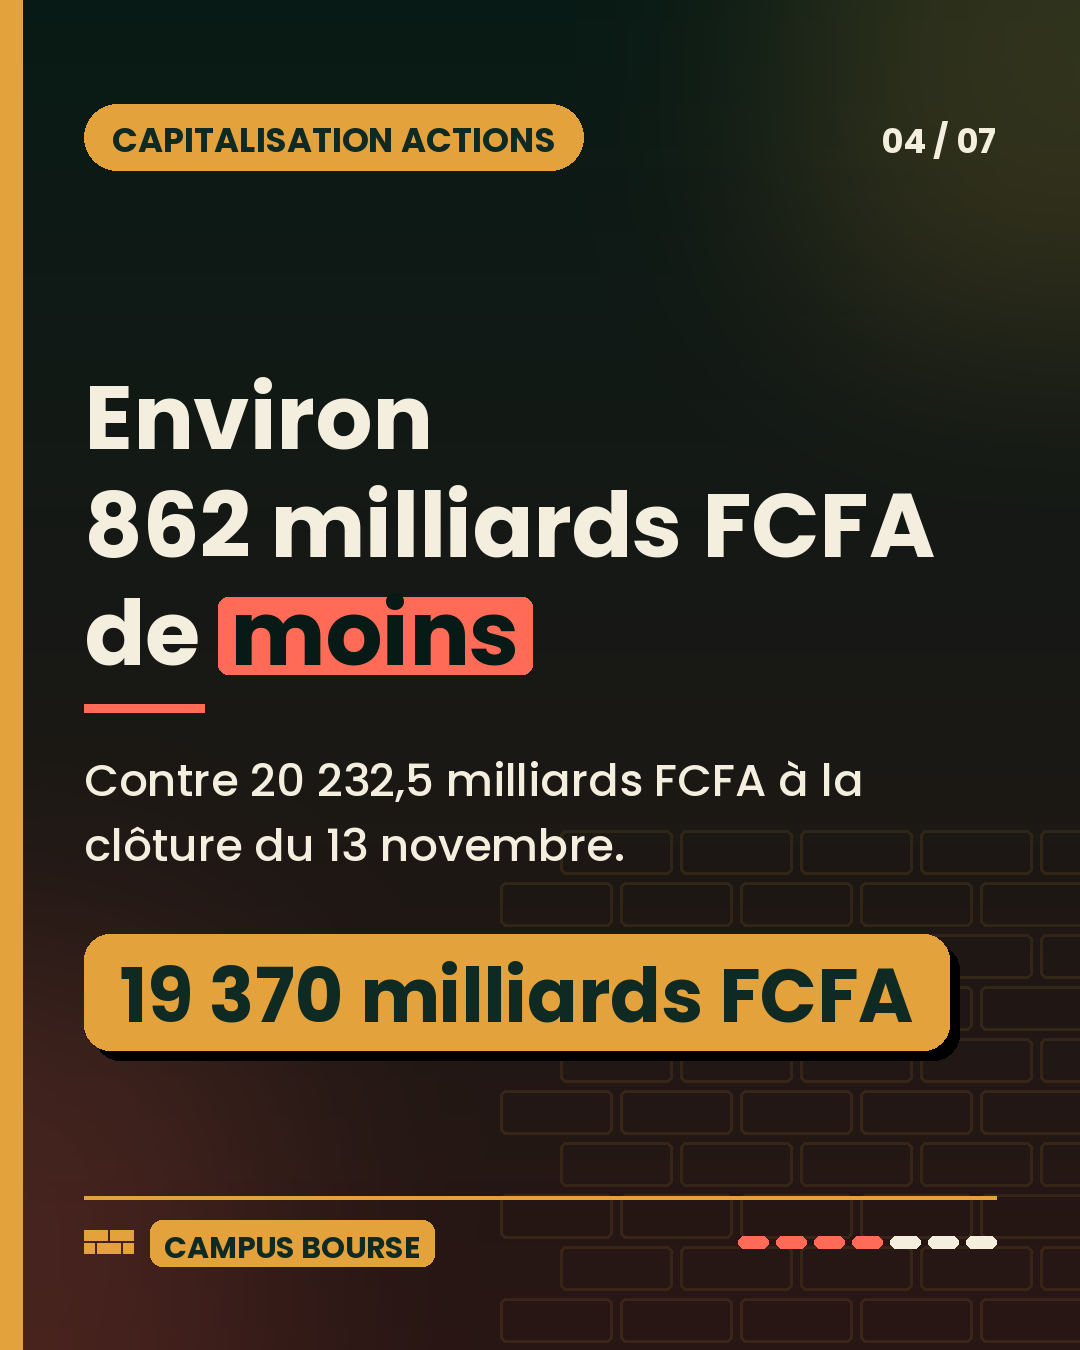 CAPITALISATION ACTIONS
04 / 07
Environ
862 milliards FCFA
de moins
Contre 20 232,5 milliards FCFA à la
clôture du 13 novembre.
19 370 milliards FCFA
CAMPUS BOURSE